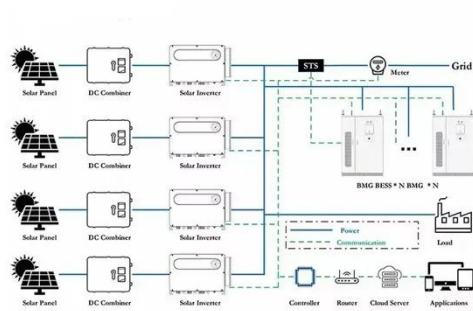 STS
Meter
Grid
Solar Panel
DC Combiner
Solar Inverter
Solar Panel
DC Combiner
Solar Inverter
BMG BESS * N BMG * N
Solar Panel
DC Combiner
Solar Inverter
Power
Communication
Load
Solar Panel
DC Combiner
Solar Inverter
Controller
Router
Cloud Server
Applications